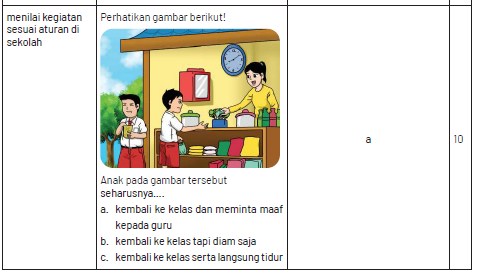 menilai kegiatan
sesuai aturan di
sekolah
Perhatikan gambar berikut!
Anak pada gambar tersebut
seharusnya....
a. kembali ke kelas dan meminta maaf
kepada guru
b. kembali ke kelas tapi diam saja
c. kembali ke kelas serta langsung tidur
a
10